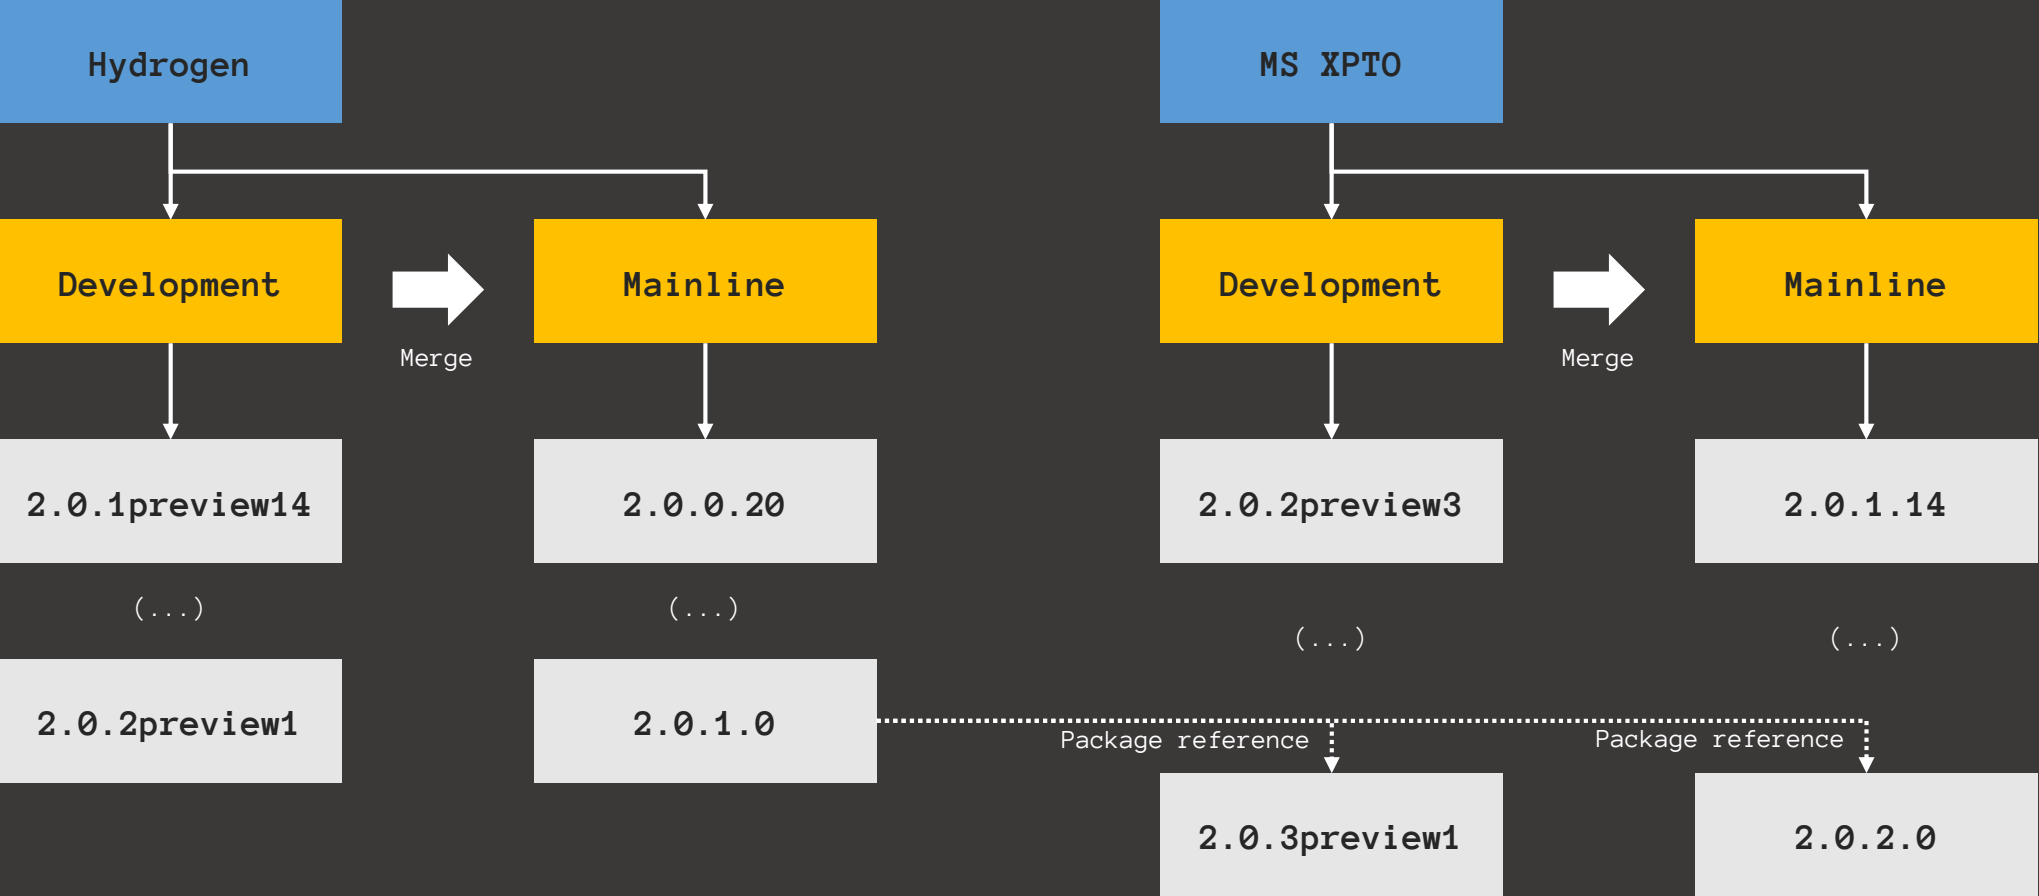 Hydrogen
MS XPTO
Development
Merge
Mainline
Development
Merge
Mainline
2.0.1preview14
2.0.0.20
2.0.2preview3
2.0.1.14
(...)
(...)
(...)
(...)
2.0.2preview1
2.0.1.0
Package reference
Package reference
2.0.3preview1
2.0.2.0